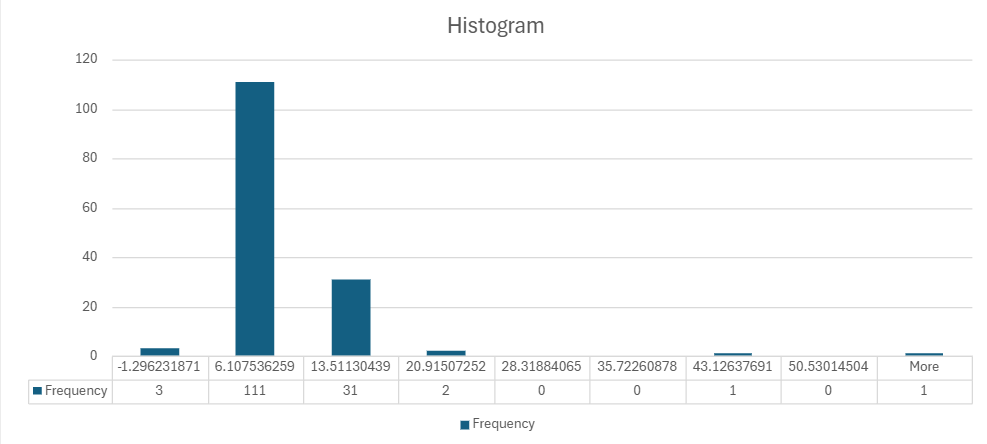 Histogram
120
100
80
60
40
20
0
-1.296231871 6.107536259 13.51130439 20.91507252 28.31884065 35.72260878 43.12637691 50.53014504 More
Frequency 3 111 31 2 0 0 1 0 1
Frequency